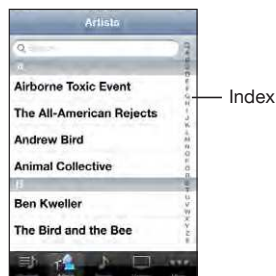 Artists
Search
Airborne Toxic Event
The All-American Rejects
Andrew Bird
Animal Collective
B
Ben Kweller
The Bird and the Bee
Index